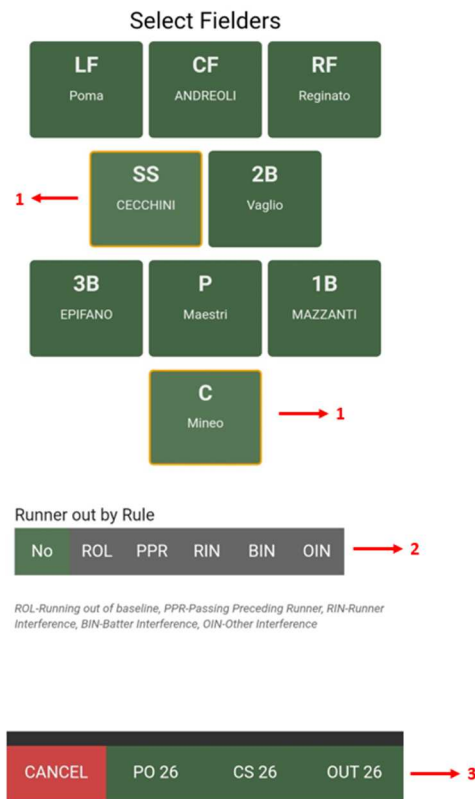 Select Fielders
LF CF RF
Poma ANDREOLI Reginato
SS 2B
1 CECCHINI Vaglio
3B P 1B
EPIFANO Maestri MAZZANTI
C
Mineo 1
Runner out by Rule
No ROL PPR RIN BIN OIN 2
ROL-Running out of baseline, PPR-Passing Preceding Runner, RIN-Runner
Interference, BIN-Batter Interference, OIN-Other Interference
CANCEL PO 26 CS 26 OUT 26 3